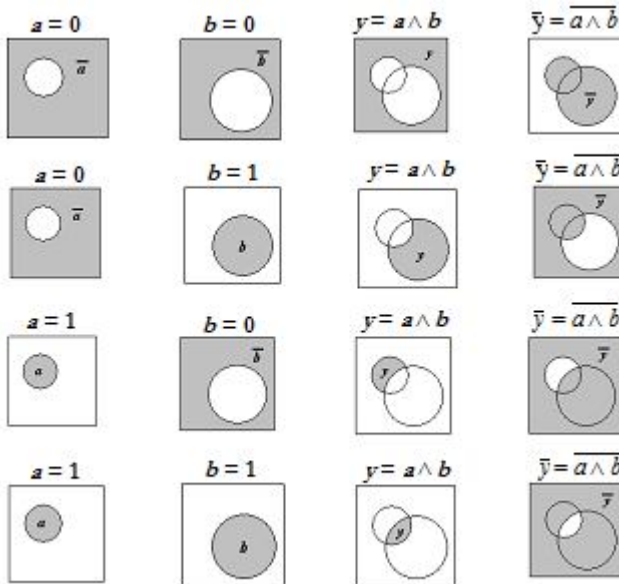 a = 0 b = 0 y = a ∧ b y̅ = a̅ ̅∧̅ ̅b̅
a̅ b̅ y y̅
a = 0 b = 1 y = a ∧ b y̅ = a̅ ̅∧̅ ̅b̅
a̅ b y y̅
a = 1 b = 0 y = a ∧ b y̅ = a̅ ̅∧̅ ̅b̅
a b̅ y y̅
a = 1 b = 1 y = a ∧ b y̅ = a̅ ̅∧̅ ̅b̅
a b y y̅